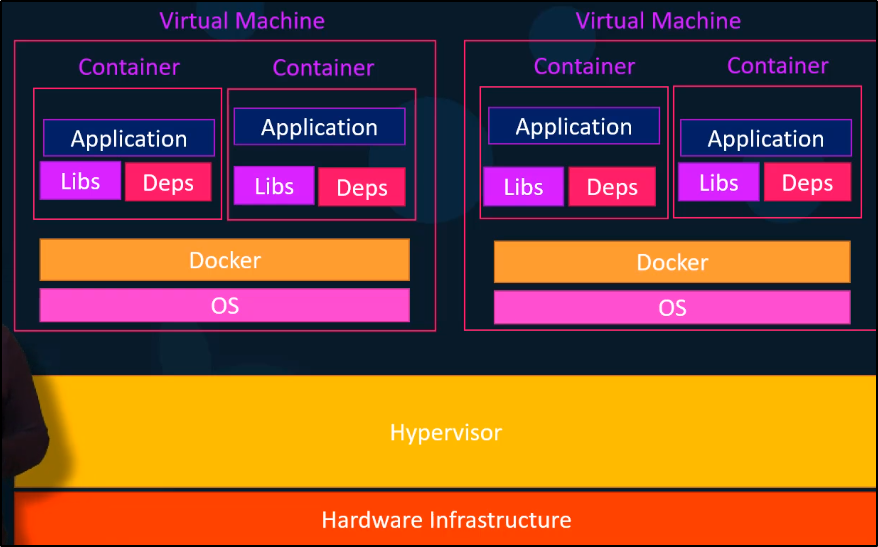 Virtual Machine
Virtual Machine
Container
Container
Container
Container
Application
Application
Application
Application
Libs
Deps
Libs
Deps
Libs
Deps
Libs
Deps
Docker
Docker
OS
OS
Hypervisor
Hardware Infrastructure